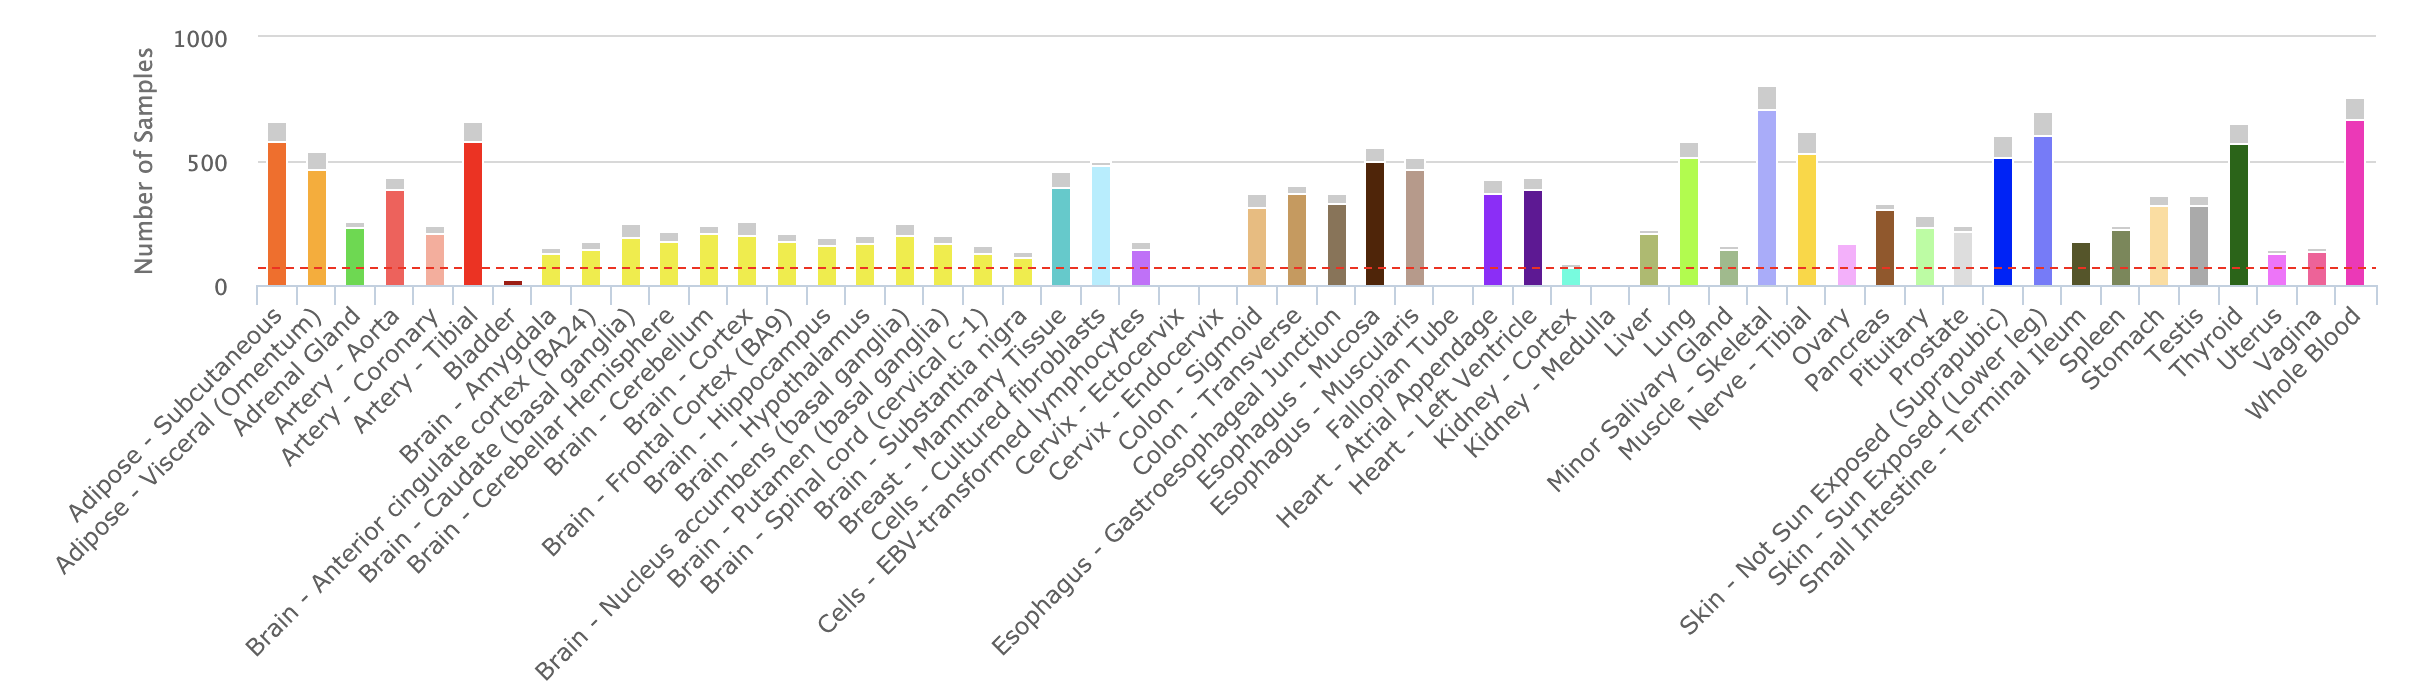 1000
500
0
Number of Samples
Adipose - Subcutaneous
Adipose - Visceral (Omentum)
Adrenal Gland
Artery - Aorta
Artery - Coronary
Artery - Tibial
Bladder
Brain - Amygdala
Brain - Anterior cingulate cortex (BA24)
Brain - Caudate (basal ganglia)
Brain - Cerebellar Hemisphere
Brain - Cerebellum
Brain - Cortex
Brain - Frontal Cortex (BA9)
Brain - Hippocampus
Brain - Hypothalamus
Brain - Nucleus accumbens (basal ganglia)
Brain - Putamen (basal ganglia)
Brain - Spinal cord (cervical c-1)
Brain - Substantia nigra
Breast - Mammary Tissue
Cells - Cultured fibroblasts
Cells - EBV-transformed lymphocytes
Cervix - Ectocervix
Cervix - Endocervix
Colon - Sigmoid
Colon - Transverse
Esophagus - Gastroesophageal Junction
Esophagus - Mucosa
Esophagus - Muscularis
Fallopian Tube
Heart - Atrial Appendage
Heart - Left Ventricle
Kidney - Cortex
Kidney - Medulla
Liver
Lung
Minor Salivary Gland
Muscle - Skeletal
Nerve - Tibial
Ovary
Pancreas
Pituitary
Prostate
Skin - Not Sun Exposed (Suprapubic)
Skin - Sun Exposed (Lower leg)
Small Intestine - Terminal Ileum
Spleen
Stomach
Testis
Thyroid
Uterus
Vagina
Whole Blood